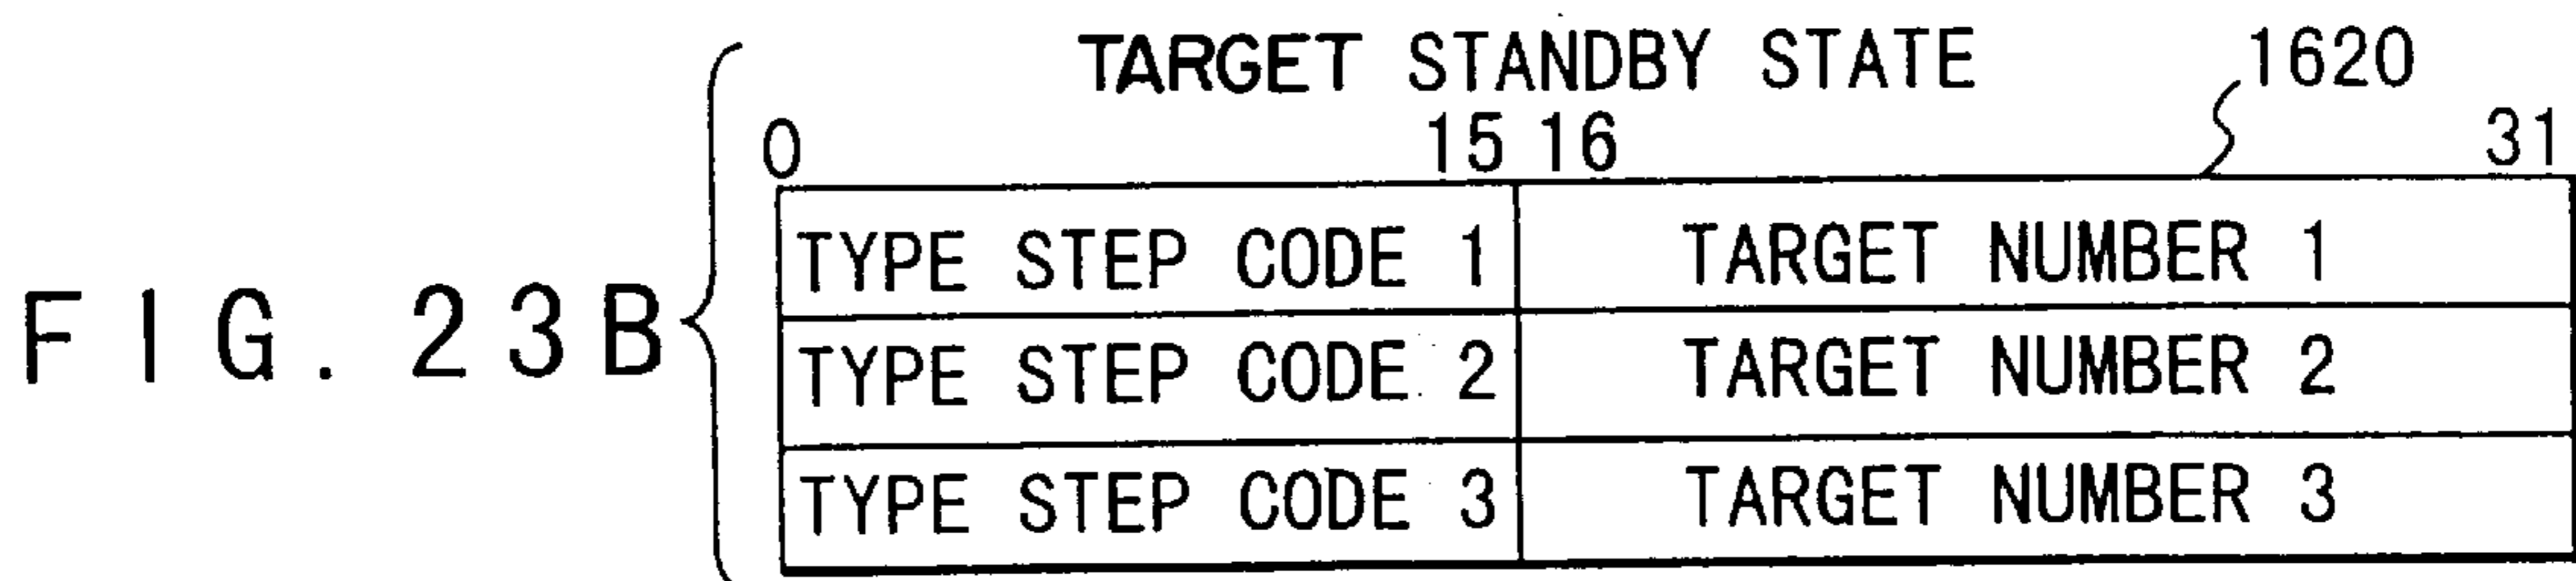 TARGET STANDBY STATE 1620
0 15 16 31
TYPE STEP CODE 1 TARGET NUMBER 1
FIG. 23B
TYPE STEP CODE 2 TARGET NUMBER 2
TYPE STEP CODE 3 TARGET NUMBER 3